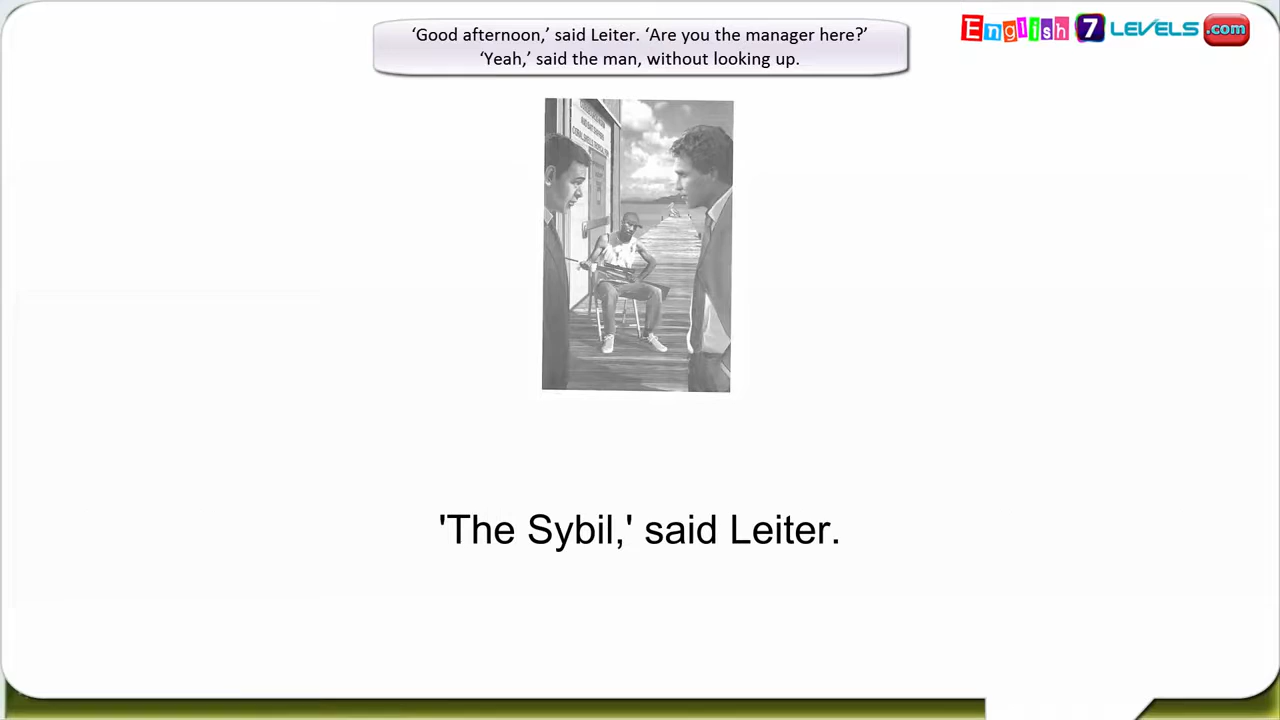 ‘Good afternoon,’ said Leiter. ‘Are you the manager here?’
‘Yeah,’ said the man, without looking up.
English 7 LEVELS .com
'The Sybil,' said Leiter.